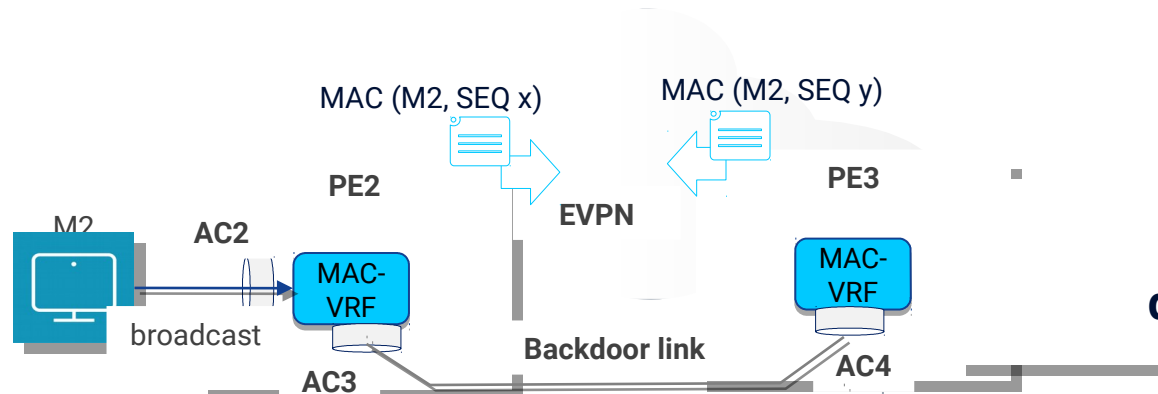 MAC (M2, SEQ x)
MAC (M2, SEQ y)
PE2
PE3
EVPN
M2
AC2
MAC-
VRF
MAC-
VRF
broadcast
Backdoor link
AC3
AC4